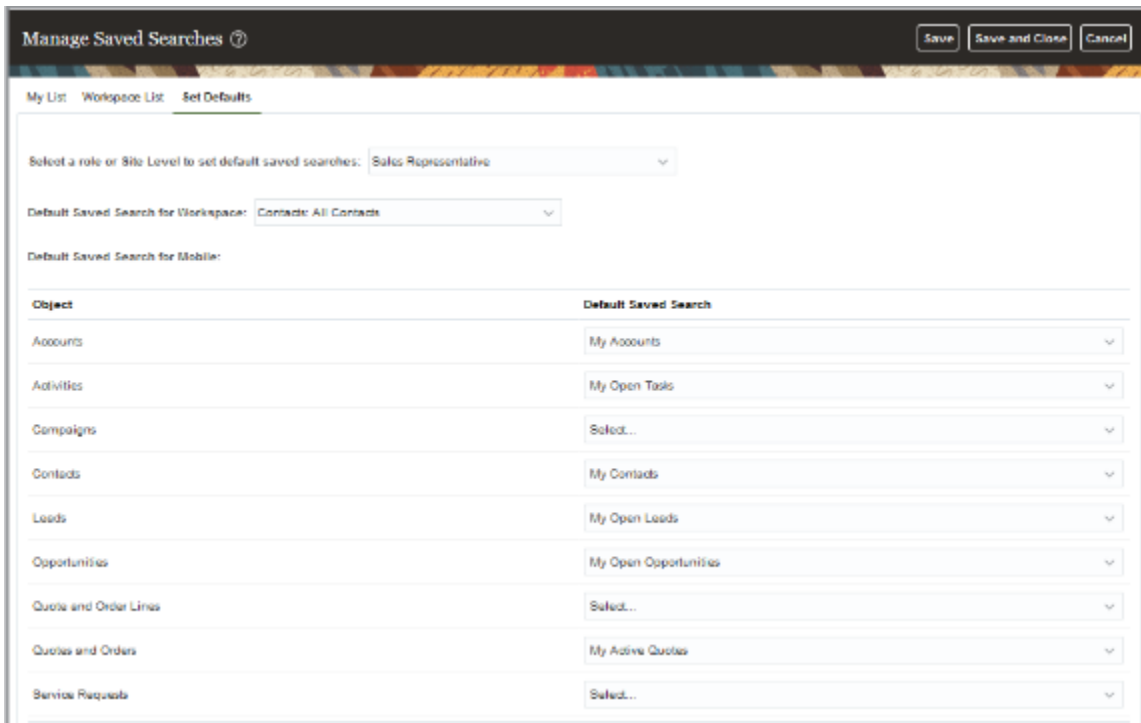 Manage Saved Searches ?
Save Save and Close Cancel
My List Workspace List Set Defaults
Select a role or Site Level to set default saved searches: Sales Representative
Default Saved Search for Workspace: Contacts: All Contacts
Default Saved Search for Mobile:
Object Default Saved Search
Accounts My Accounts
Activities My Open Tasks
Campaigns Select...
Contacts My Contacts
Leads My Open Leads
Opportunities My Open Opportunities
Quote and Order Lines Select...
Quotes and Orders My Active Quotes
Service Requests Select...